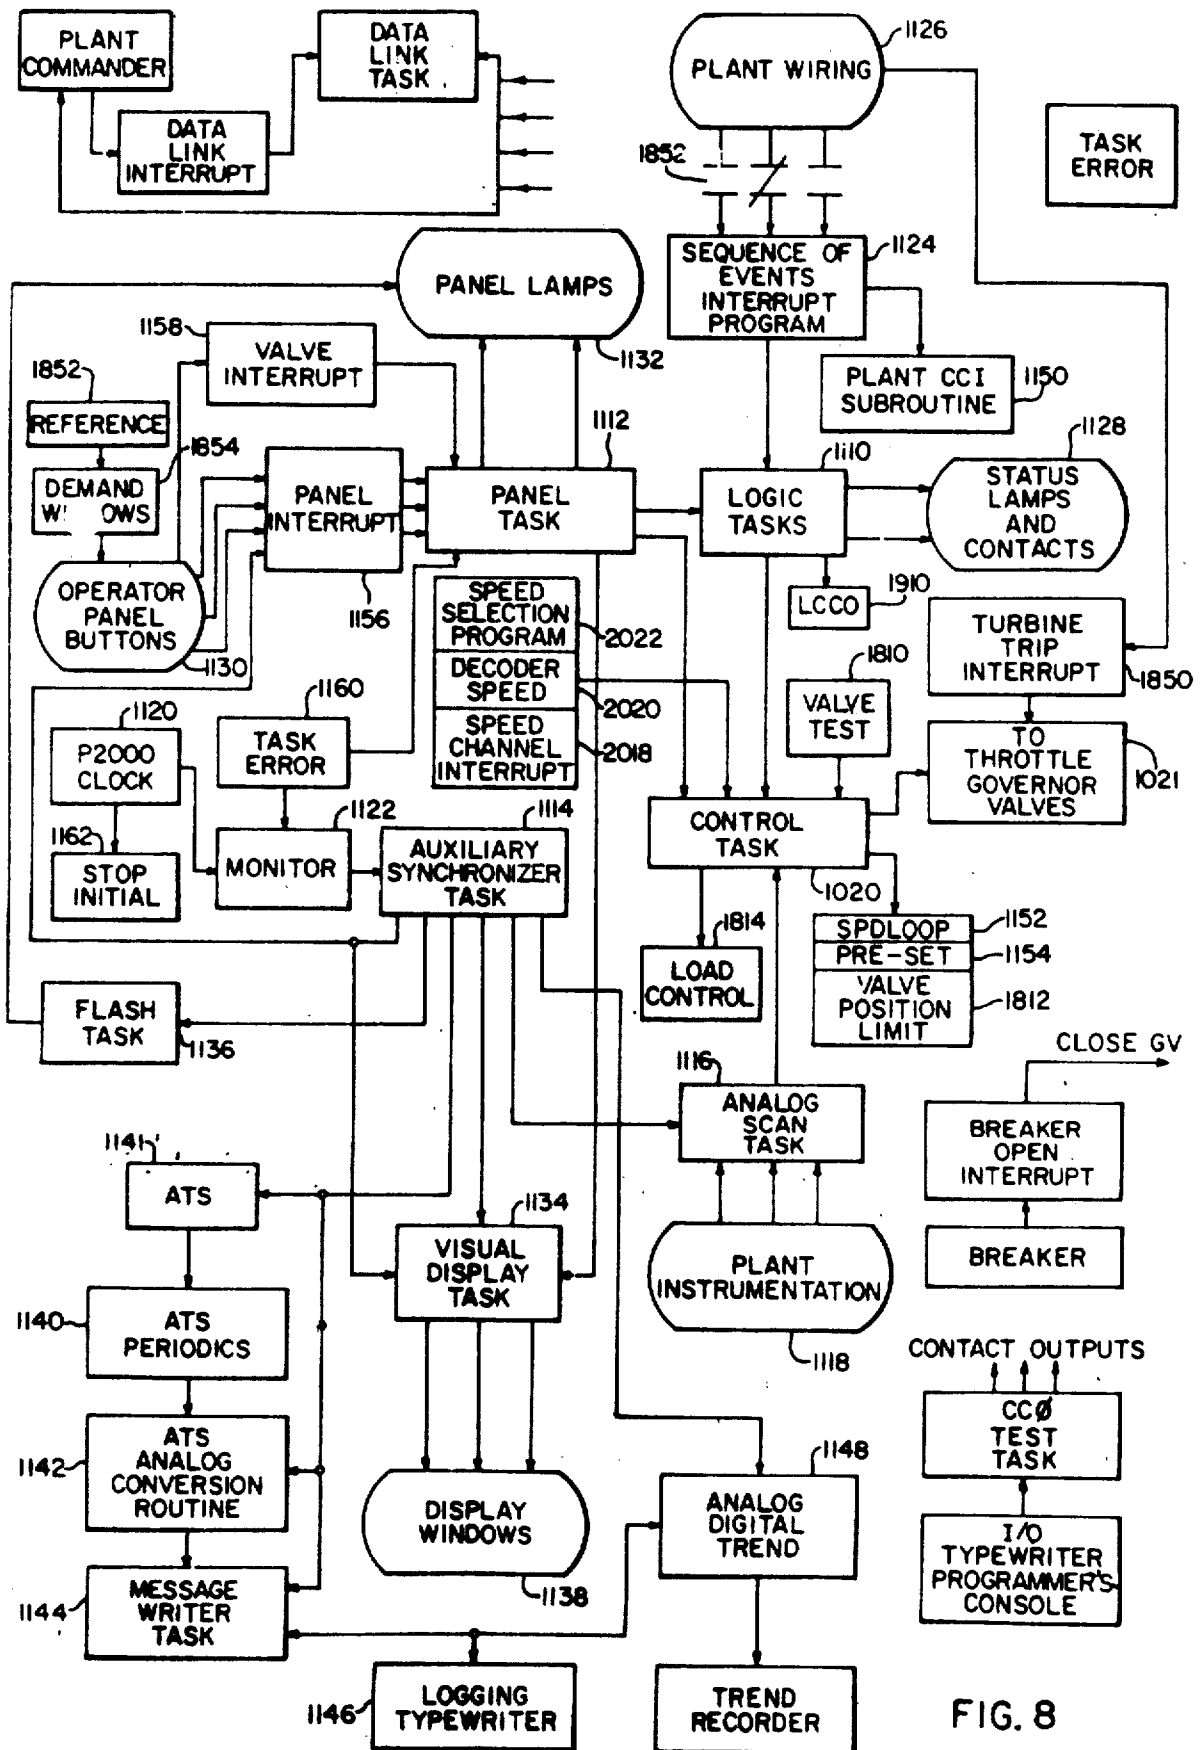 PLANT
COMMANDER
DATA
LINK
TASK
DATA
LINK
INTERRUPT
PLANT WIRING
1126
TASK
ERROR
1852
SEQUENCE OF
EVENTS
INTERRUPT
PROGRAM
1124
PANEL LAMPS
1132
1158
VALVE
INTERRUPT
PLANT CCI
SUBROUTINE
1150
1852
REFERENCE
1854
DEMAND
OPERATOR
PANEL
BUTTONS
1130
PANEL
INTERRUPT
1156
PANEL
TASK
1112
LOGIC
TASKS
1110
STATUS
LAMPS
AND
CONTACTS
1128
LCCO
1910
SPEED
SELECTION
PROGRAM
2022
DECODER
SPEED
2020
SPEED
CHANNEL
INTERRUPT
2018
TURBINE
TRIP
INTERRUPT
1850
1810
VALVE
TEST
1120
P2000
CLOCK
1160
TASK
ERROR
TO
THROTTLE
GOVERNOR
VALVES
1021
1162
STOP
INITIAL
1122
MONITOR
1114
AUXILIARY
SYNCHRONIZER
TASK
CONTROL
TASK
1020
1814
LOAD
CONTROL
SPDLOOP
1152
PRE-SET
1154
VALVE
POSITION
LIMIT
1812
FLASH
TASK
1136
CLOSE GV
1116
ANALOG
SCAN
TASK
BREAKER
OPEN
INTERRUPT
BREAKER
1141
ATS
1134
VISUAL
DISPLAY
TASK
PLANT
INSTRUMENTATION
1118
1140
ATS
PERIODICS
CONTACT OUTPUTS
CCØ
TEST
TASK
1142
ATS
ANALOG
CONVERSION
ROUTINE
DISPLAY
WINDOWS
1138
1148
ANALOG
DIGITAL
TREND
I/O
TYPEWRITER
PROGRAMMER'S
CONSOLE
1144
MESSAGE
WRITER
TASK
1146
LOGGING
TYPEWRITER
TREND
RECORDER
FIG. 8